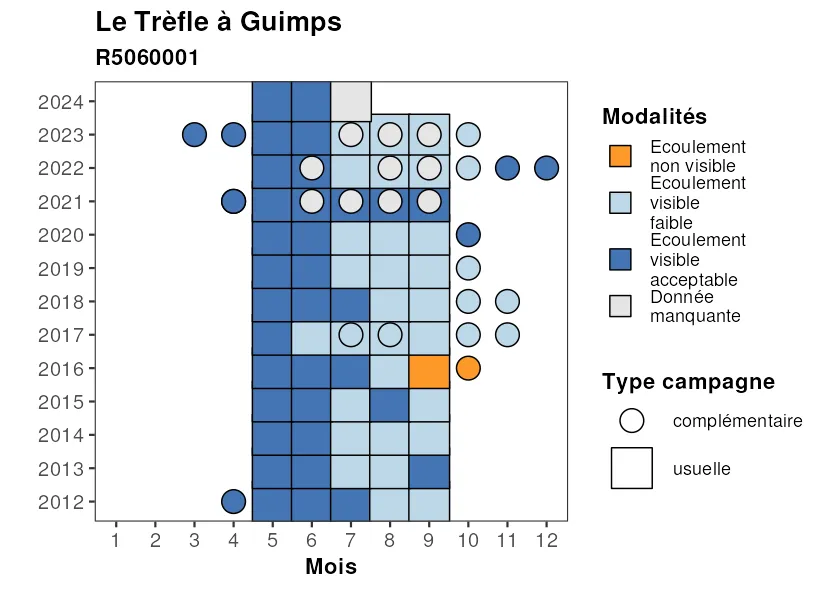 Le Trèfle à Guimps
R5060001
2024
2023
2022
2021
2020
2019
2018
2017
2016
2015
2014
2013
2012
1 2 3 4 5 6 7 8 9 10 11 12
Mois
Modalités
Ecoulement
non visible
Ecoulement
visible
faible
Ecoulement
visible
acceptable
Donnée
manquante
Type campagne
complémentaire
usuelle